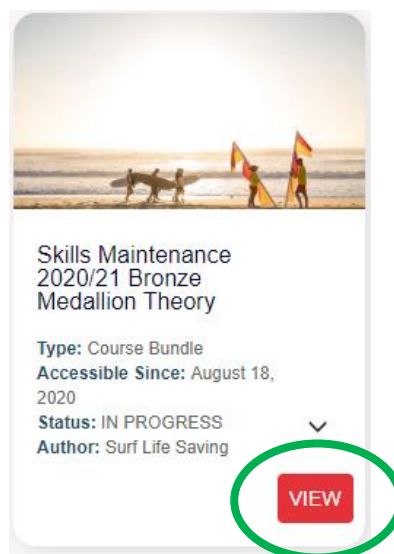 Skills Maintenance
2020/21 Bronze
Medallion Theory
Type: Course Bundle
Accessible Since: August 18,
2020
Status: IN PROGRESS
Author: Surf Life Saving
VIEW